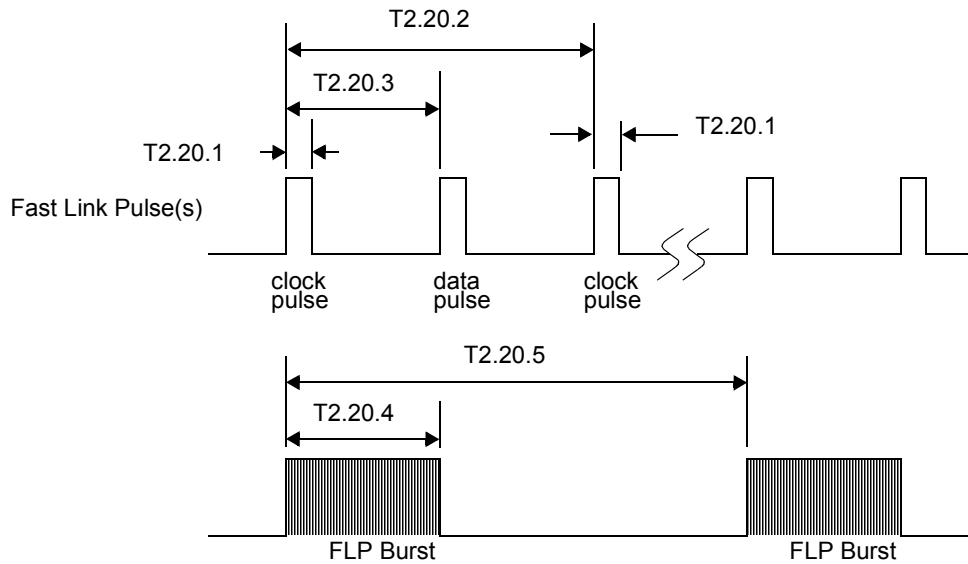 T2.20.2
T2.20.3
T2.20.1
T2.20.1
Fast Link Pulse(s)
clock
pulse
data
pulse
clock
pulse
T2.20.5
T2.20.4
FLP Burst
FLP Burst